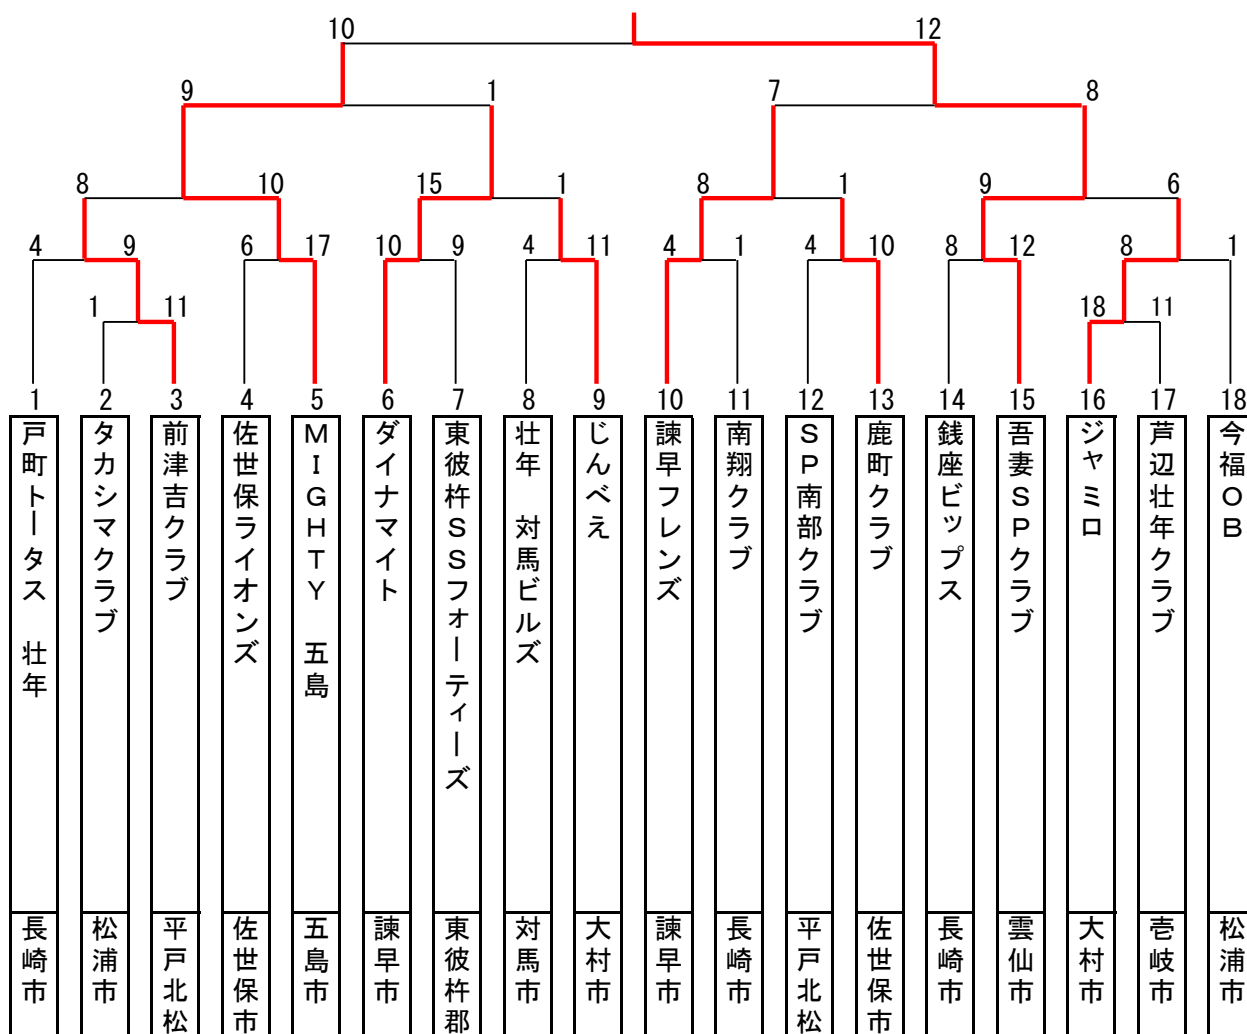 10 12
9 1 7 8
8 10 15 1 8 1 9 6
4 9 6 17 10 9 4 11 4 1 4 10 8 12 8 1
1 11 18 11
1 2 3 4 5 6 7 8 9 10 11 12 13 14 15 16 17 18
戸町トータス 壮年
タカシマクラブ
前津吉クラブ
佐世保ライオンズ
MIGHTY 五島
ダイナマイト
東彼杵SSフォーティーズ
壮年 対馬ビルズ
じんべえ
諫早フレンズ
南翔クラブ
SP南部クラブ
鹿町クラブ
銭座ビップス
吾妻SPクラブ
ジャミロ
芦辺壮年クラブ
今福OB
長崎市
松浦市
平戸北松
佐世保市
五島市
諫早市
東彼杵郡
対馬市
大村市
諫早市
長崎市
平戸北松
佐世保市
長崎市
雲仙市
大村市
壱岐市
松浦市